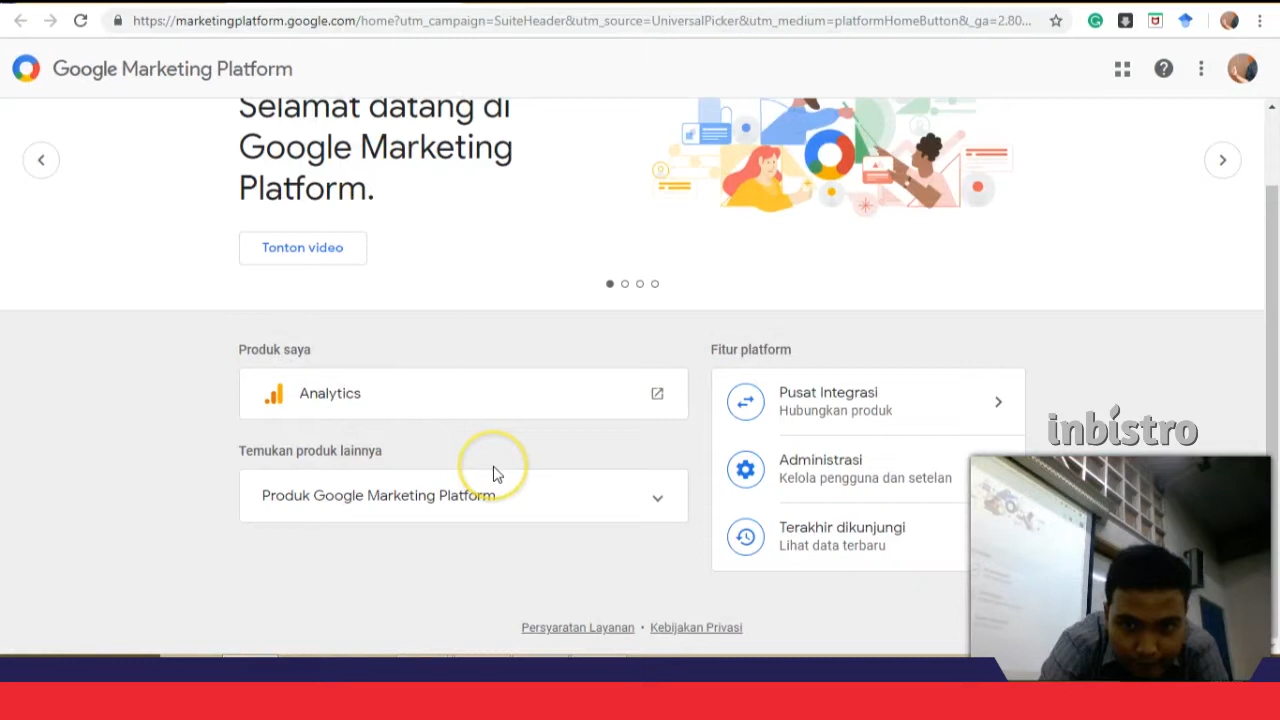 https://marketingplatform.google.com/home?utm_campaign=SuiteHeader&utm_source=UniversalPicker&utm_medium=platformHomeButton&_ga=2.80...
Google Marketing Platform
Selamat datang di
Google Marketing
Platform.
Tonton video
Produk saya
Analytics
Temukan produk lainnya
Produk Google Marketing Platform
Fitur platform
Pusat Integrasi
Hubungkan produk
Administrasi
Kelola pengguna dan setelan
Terakhir dikunjungi
Lihat data terbaru
inbistro
Persyaratan Layanan • Kebijakan Privasi